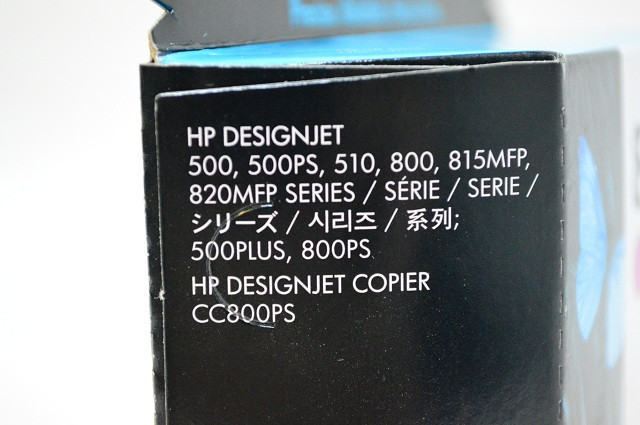 HP DESIGNJET
500, 500PS, 510, 800, 815MFP,
820MFP SERIES / SÉRIE / SERIE /
シリーズ / 시리즈 / 系列;
500PLUS, 800PS
HP DESIGNJET COPIER
CC800PS